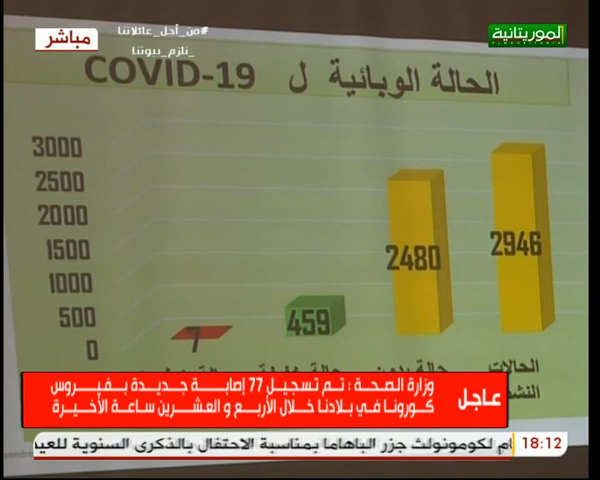 #من_أجل_عائلاتنا
_نلزم_بيوتنا
مباشر
الموريتانية
الحالة الوبائية ل COVID-19
3000
2500
2000
1500
1000
500
0
7
459
2480
2946
حالة بدون
الحالات
عاجل
وزارة الصحة : تم تسجيل 77 إصابة جديدة بفيروس
كورونا في بلادنا خلال الأربع و العشرين ساعة الأخيرة
لكومونولث جزر الباهاما بمناسبة الاحتفال بالذكرى السنوية للعيد
18:12